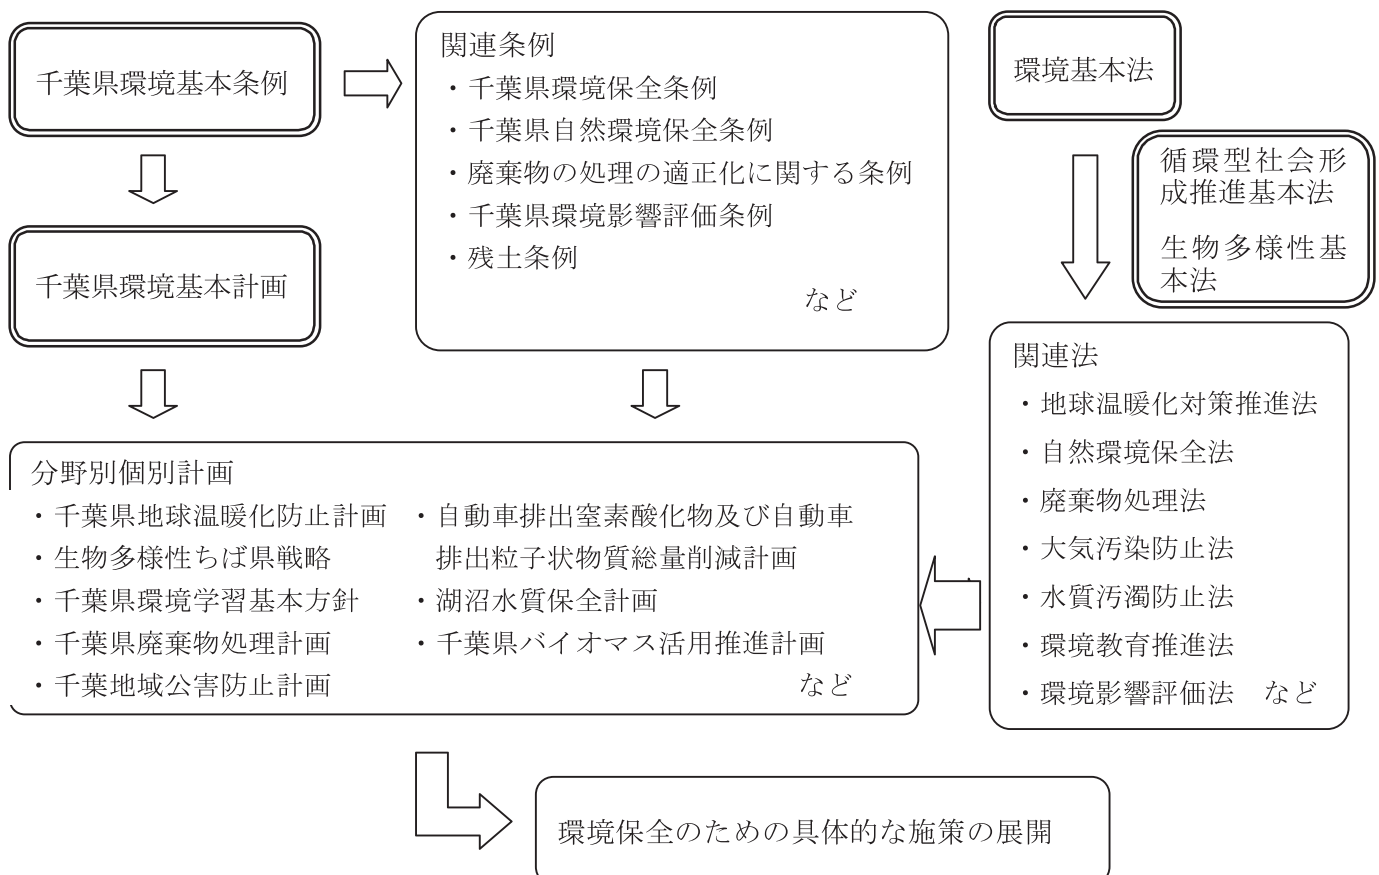 千葉県環境基本条例
千葉県環境基本計画
関連条例
・千葉県環境保全条例
・千葉県自然環境保全条例
・廃棄物の処理の適正化に関する条例
・千葉県環境影響評価条例
・残土条例
など
環境基本法
循環型社会形
成推進基本法
生物多様性基
本法
関連法
・地球温暖化対策推進法
・自然環境保全法
・廃棄物処理法
・大気汚染防止法
・水質汚濁防止法
・環境教育推進法
・環境影響評価法 など
分野別個別計画
・千葉県地球温暖化防止計画
・生物多様性ちば県戦略
・千葉県環境学習基本方針
・千葉県廃棄物処理計画
・千葉地域公害防止計画
・自動車排出窒素酸化物及び自動車
排出粒子状物質総量削減計画
・湖沼水質保全計画
・千葉県バイオマス活用推進計画
など
環境保全のための具体的な施策の展開